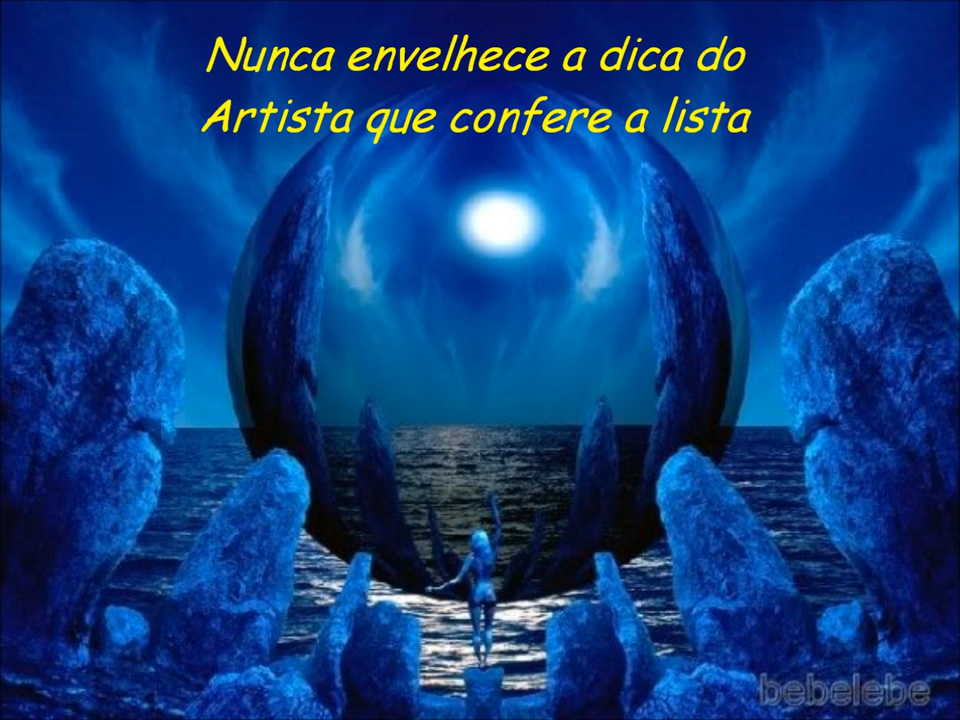 Nunca envelhece a dica do
Artista que confere a lista
bebelebe